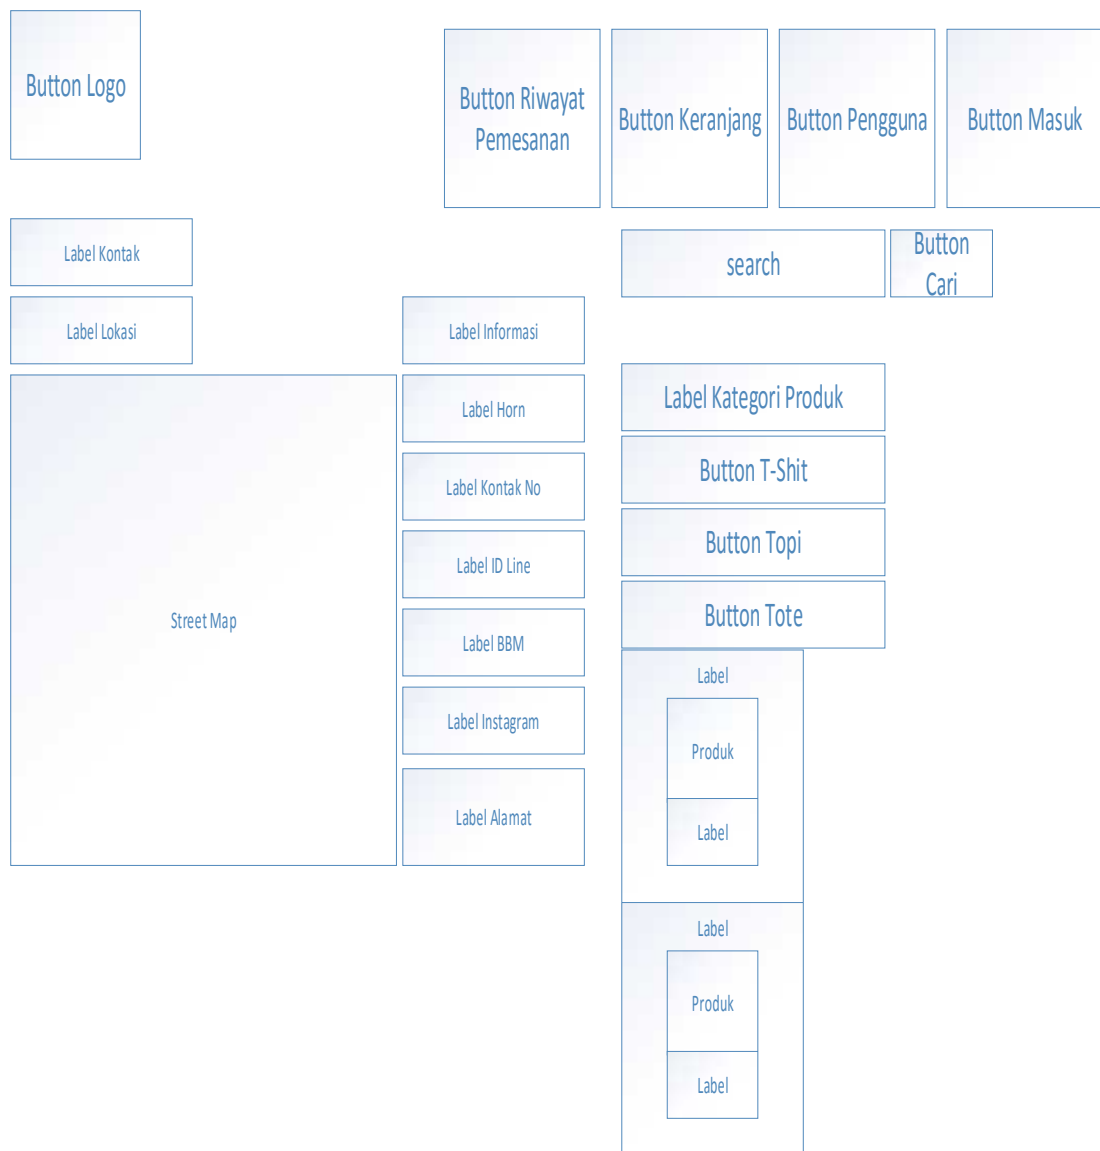 Button Logo
Button Riwayat
Pemesanan
Button Keranjang
Button Pengguna
Button Masuk
Label Kontak
search
Button
Cari
Label Lokasi
Label Informasi
Label Kategori Produk
Label Horn
Button T-Shit
Label Kontak No
Button Topi
Label ID Line
Button Tote
Street Map
Label BBM
Label
Label Instagram
Produk
Label Alamat
Label
Label
Produk
Label